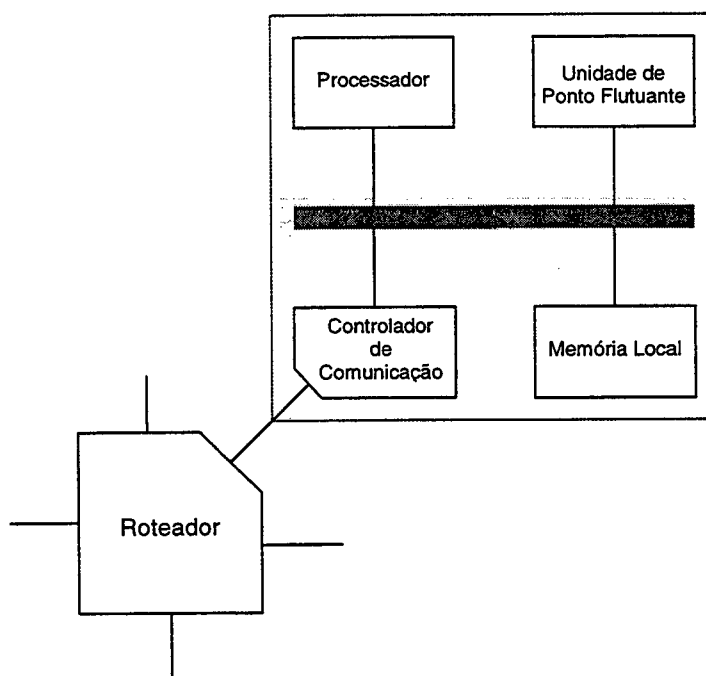 Processador
Unidade de
Ponto Flutuante
Controlador
de
Comunicação
Memória Local
Roteador